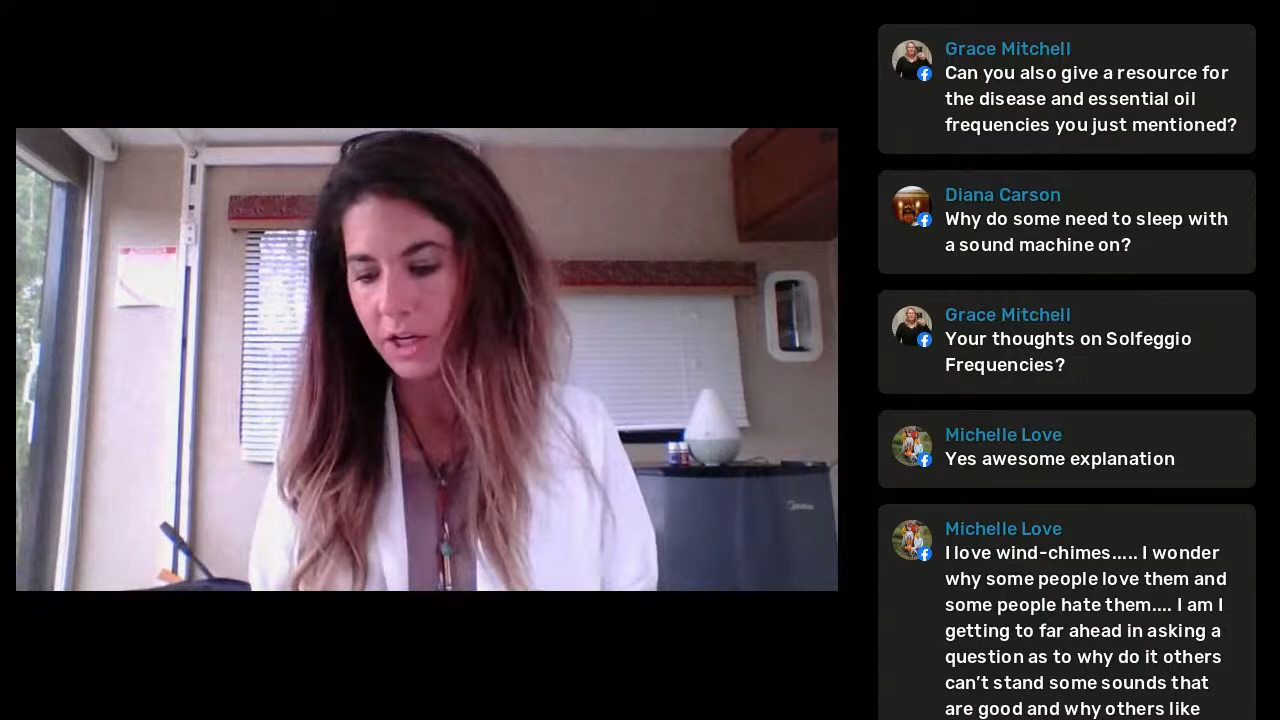 Grace Mitchell
Can you also give a resource for
the disease and essential oil
frequencies you just mentioned?
Diana Carson
Why do some need to sleep with
a sound machine on?
Grace Mitchell
Your thoughts on Solfeggio
Frequencies?
Michelle Love
Yes awesome explanation
Michelle Love
I love wind-chimes..... I wonder
why some people love them and
some people hate them.... I am I
getting to far ahead in asking a
question as to why do it others
can’t stand some sounds that
are good and why others like